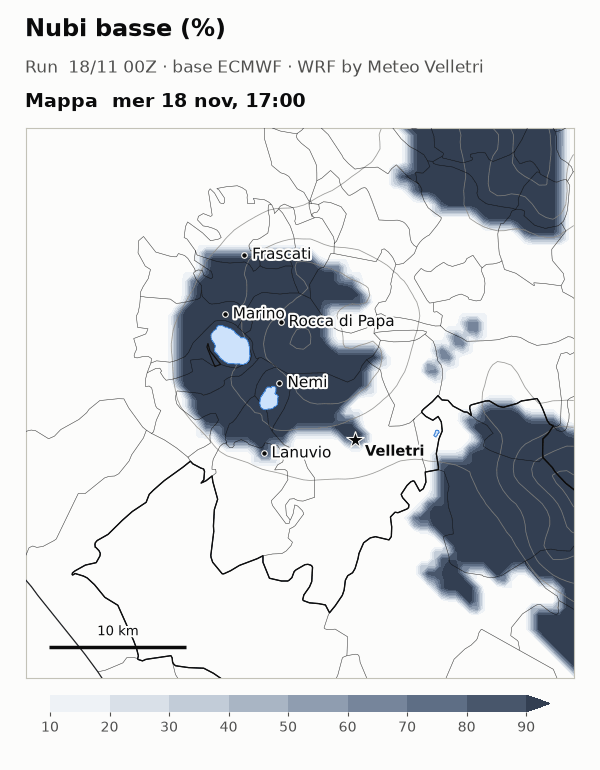 Nubi basse (%)
Run  18/11 00Z · base ECMWF · WRF by Meteo Velletri
Mappa  mer 18 nov, 17:00
Frascati
Marino
Rocca di Papa
Nemi
Velletri
Lanuvio
10 km
10 20 30 40 50 60 70 80 90